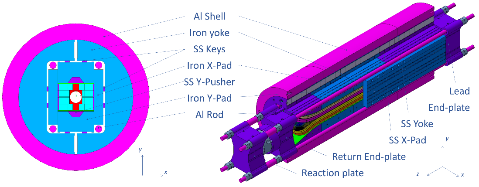 Al Shell
Iron yoke
SS Keys
Iron X-Pad
SS Y-Pusher
Iron Y-Pad
Al Rod
y
x
Lead
End-plate
SS Yoke
SS X-Pad
Return End-plate
Reaction plate
y
z
x